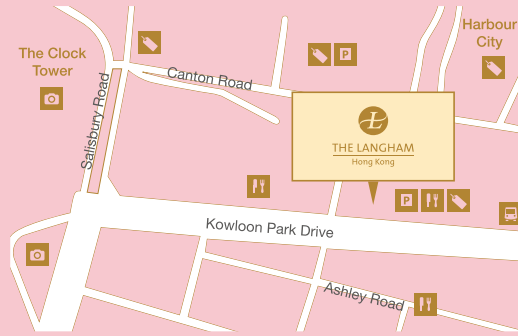 Harbour
City
The Clock
Tower
P
Canton Road
Salisbury Road
L
THE LANGHAM
Hong Kong
P
Kowloon Park Drive
Ashley Road